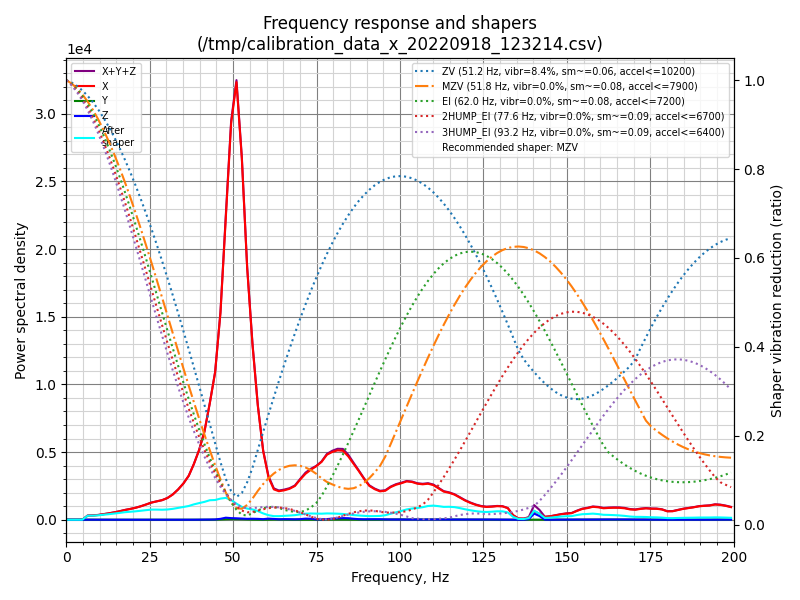 Frequency response and shapers
(/tmp/calibration_data_x_20220918_123214.csv)
1e4
X+Y+Z
X
Y
Z
After
shaper
ZV (51.2 Hz, vibr=8.4%, sm~=0.06, accel<=10200)
MZV (51.8 Hz, vibr=0.0%, sm~=0.08, accel<=7900)
EI (62.0 Hz, vibr=0.0%, sm~=0.08, accel<=7200)
2HUMP_EI (77.6 Hz, vibr=0.0%, sm~=0.09, accel<=6700)
3HUMP_EI (93.2 Hz, vibr=0.0%, sm~=0.09, accel<=6400)
Recommended shaper: MZV
3.0
2.5
2.0
1.5
1.0
0.5
0.0
Power spectral density
1.0
0.8
0.6
0.4
0.2
0.0
Shaper vibration reduction (ratio)
0 25 50 75 100 125 150 175 200
Frequency, Hz